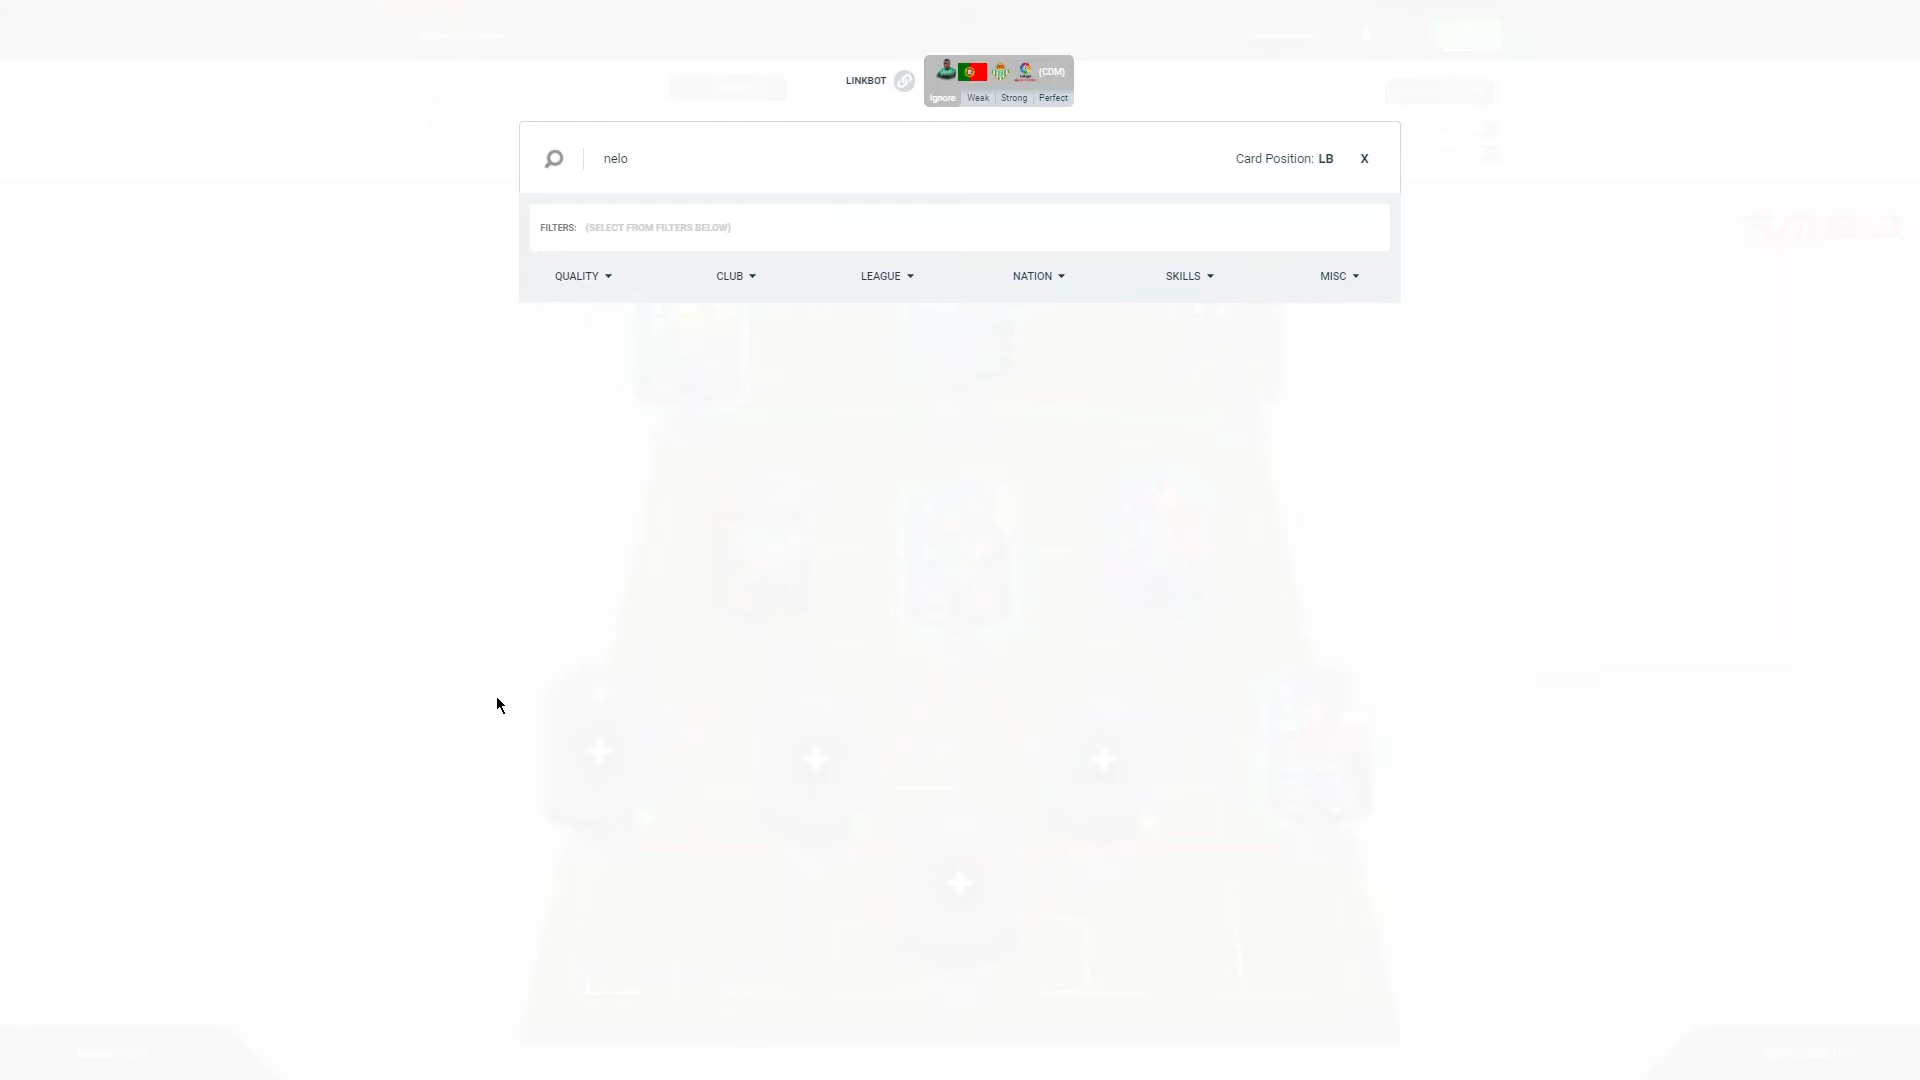 LINKBOT
(CDM)
Ignore Weak Strong Perfect
nelo
Card Position: LB X
FILTERS: (SELECT FROM FILTERS BELOW)
QUALITY CLUB LEAGUE NATION SKILLS MISC